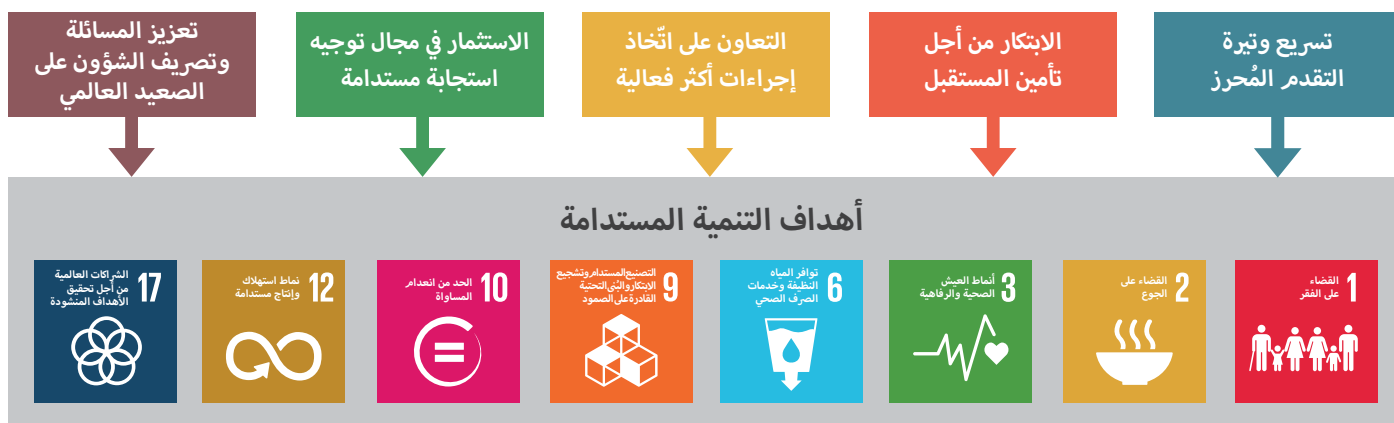 تسريع وتيرة
التقدم المُحرز
الابتكار من أجل
تأمين المستقبل
التعاون على اتّخاذ
إجراءات أكثر فعالية
الاستثمار في مجال توجيه
استجابة مستدامة
تعزيز المسائلة
وتصريف الشؤون على
الصعيد العالمي
أهداف التنمية المستدامة
1 القضاء
على الفقر
2 القضاء على
الجوع
3 أنماط العيش
الصحية والرفاهية
6 توافر المياه
النظيفة وخدمات
الصرف الصحي
9 التصنيع المستدام وتشجيع
الابتكار والبُنى التحتية
القادرة على الصمود
10 الحد من انعدام
المساواة
12 نماط استهلاك
وإنتاج مستدامة
17 الشراكات العالمية
من أجل تحقيق
الأهداف المنشودة